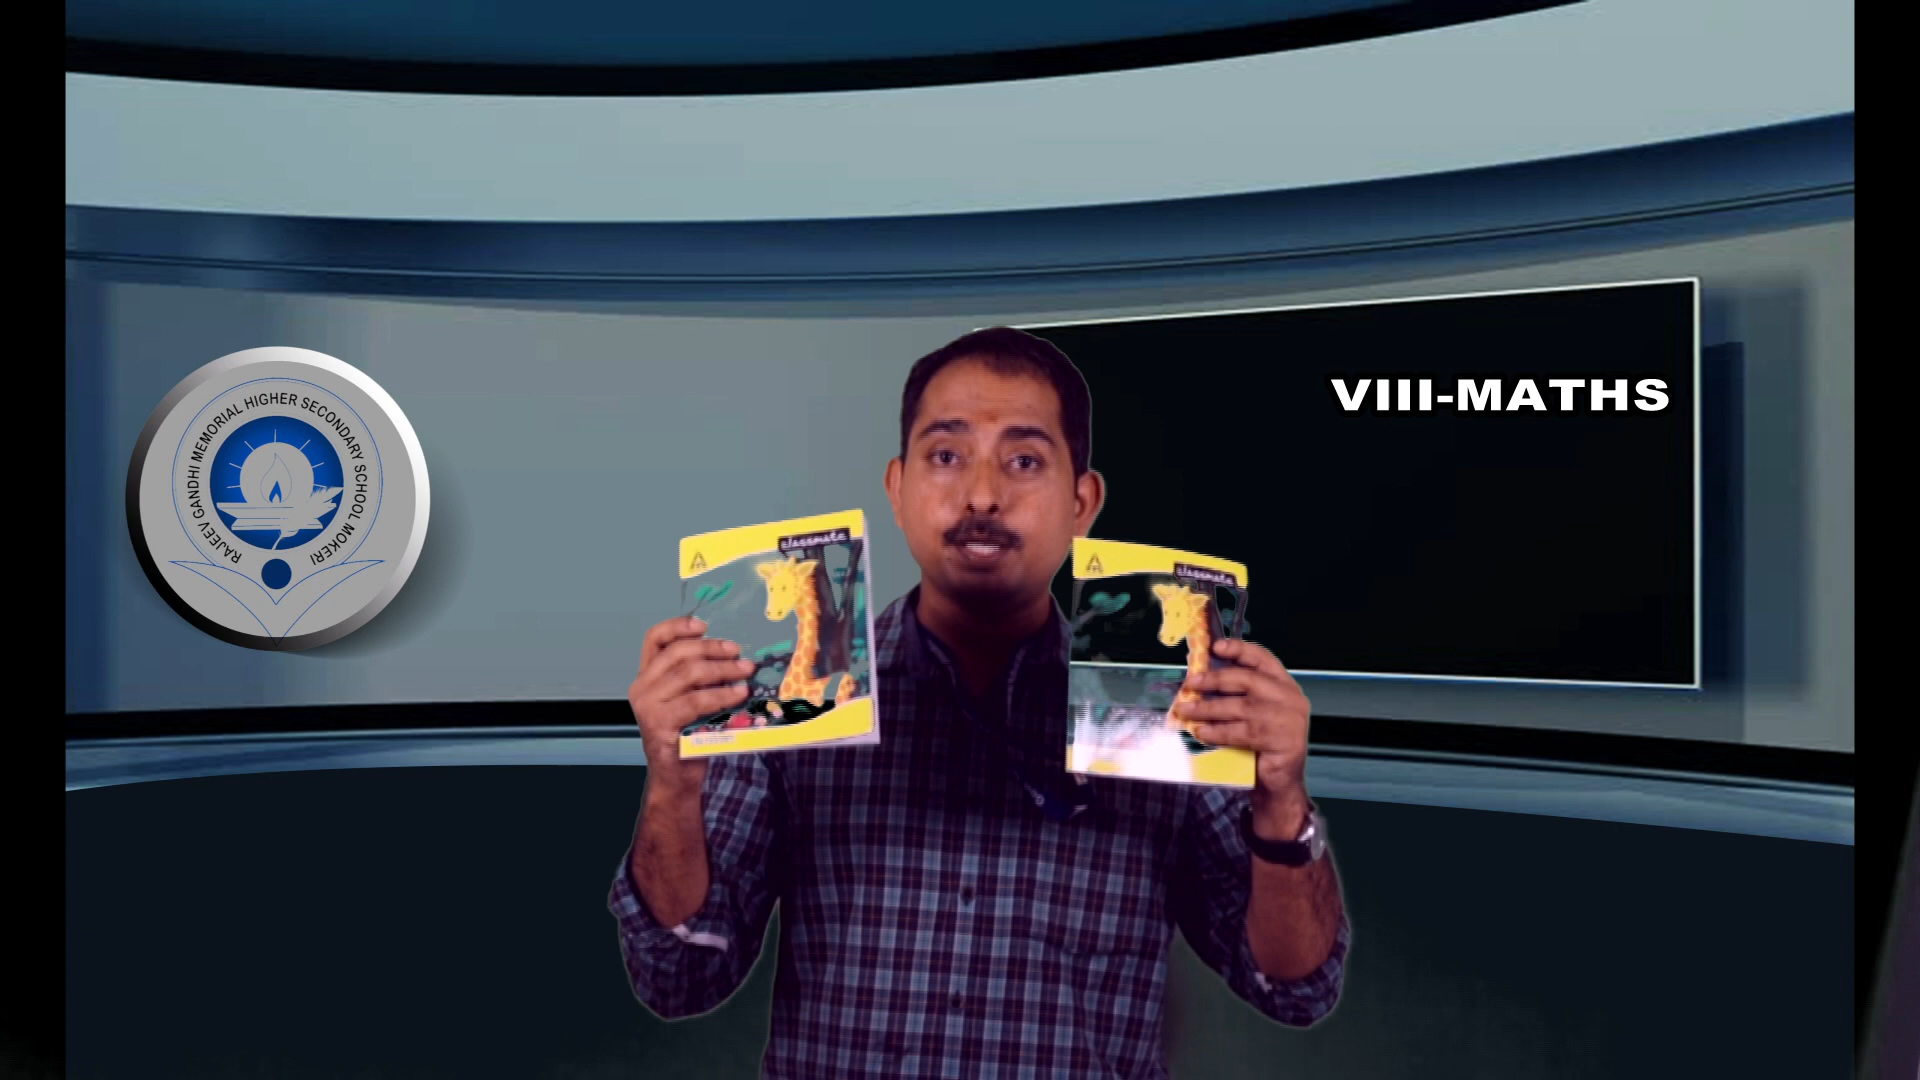 RAJEEV GANDHI MEMORIAL HIGHER SECONDARY SCHOOL MOKERI
VIII-MATHS
classmate
classmate